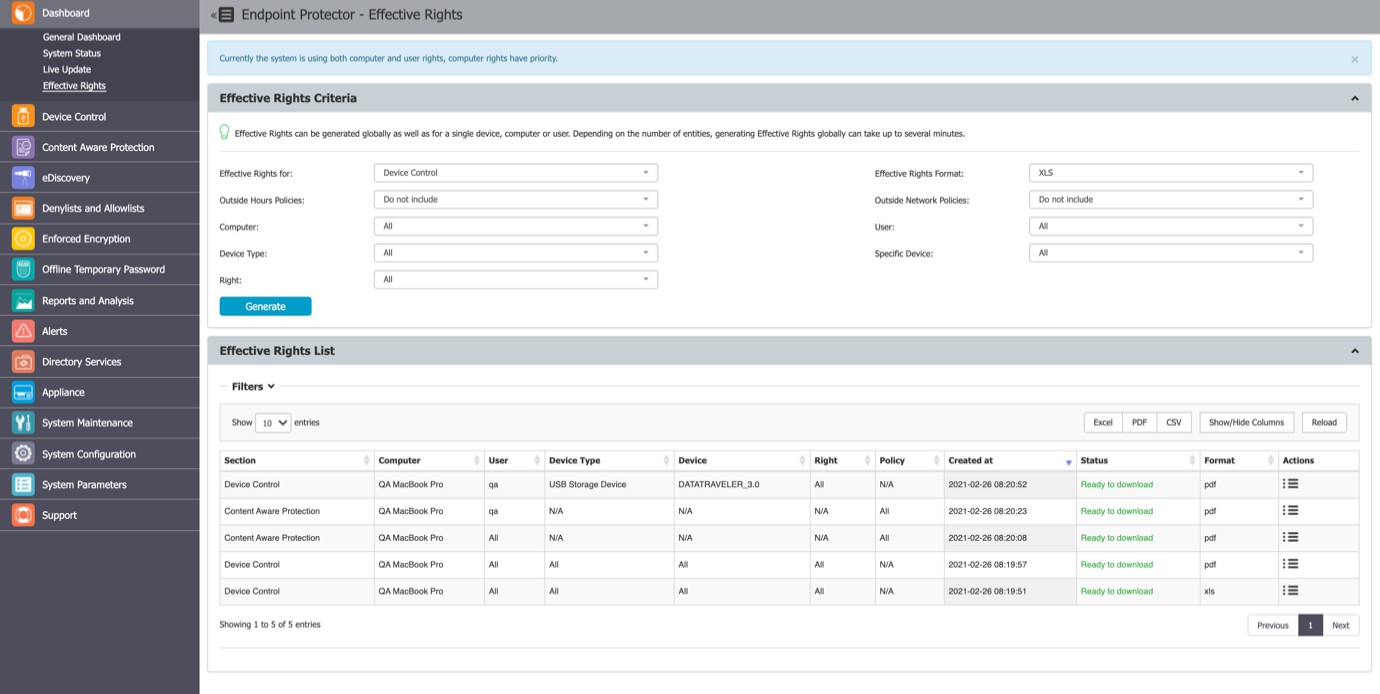 Dashboard
General Dashboard
System Status
Live Update
Effective Rights
Device Control
Content Aware Protection
eDiscovery
Denylists and Allowlists
Enforced Encryption
Offline Temporary Password
Reports and Analysis
Alerts
Directory Services
Appliance
System Maintenance
System Configuration
System Parameters
Support
Endpoint Protector - Effective Rights
Currently the system is using both computer and user rights, computer rights have priority.
Effective Rights Criteria
Effective Rights can be generated globally as well as for a single device, computer or user. Depending on the number of entities, generating Effective Rights globally can take up to several minutes.
Effective Rights for: Device Control Effective Rights Format: XLS
Outside Hours Policies: Do not include Outside Network Policies: Do not include
Computer: All User: All
Device Type: All Specific Device: All
Right: All
Generate
Effective Rights List
Filters
Show 10 entries Excel PDF CSV Show/Hide Columns Reload
Section Computer User Device Type Device Right Policy Created at Status Format Actions
Device Control QA MacBook Pro qa USB Storage Device DATATRAVELER_3.0 All N/A 2021-02-26 08:20:52 Ready to download pdf
Content Aware Protection QA MacBook Pro qa N/A N/A N/A All 2021-02-26 08:20:23 Ready to download pdf
Content Aware Protection QA MacBook Pro All N/A N/A N/A All 2021-02-26 08:20:08 Ready to download pdf
Device Control QA MacBook Pro All All All All N/A 2021-02-26 08:19:57 Ready to download pdf
Device Control QA MacBook Pro All All All All N/A 2021-02-26 08:19:51 Ready to download xls
Showing 1 to 5 of 5 entries Previous 1 Next